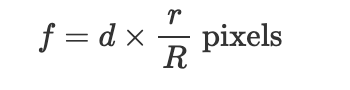 f = d × r/R pixels